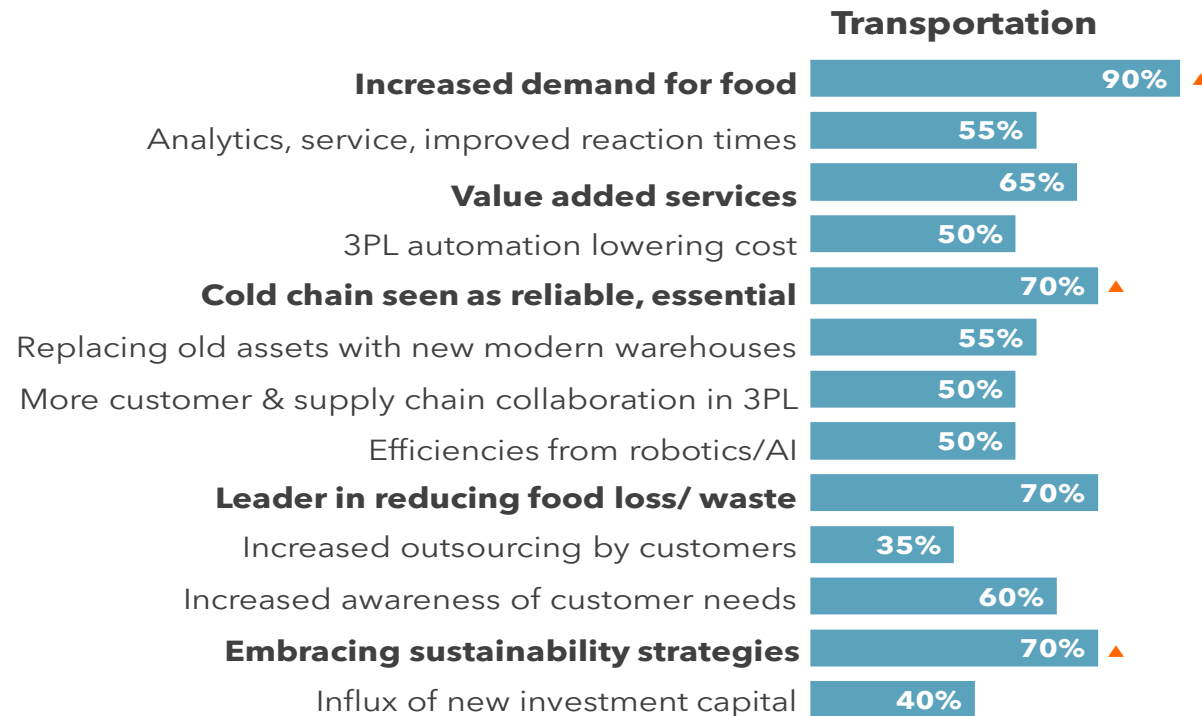 Transportation
Increased demand for food 90%
Analytics, service, improved reaction times 55%
Value added services 65%
3PL automation lowering cost 50%
Cold chain seen as reliable, essential 70%
Replacing old assets with new modern warehouses 55%
More customer & supply chain collaboration in 3PL 50%
Efficiencies from robotics/AI 50%
Leader in reducing food loss/ waste 70%
Increased outsourcing by customers 35%
Increased awareness of customer needs 60%
Embracing sustainability strategies 70%
Influx of new investment capital 40%